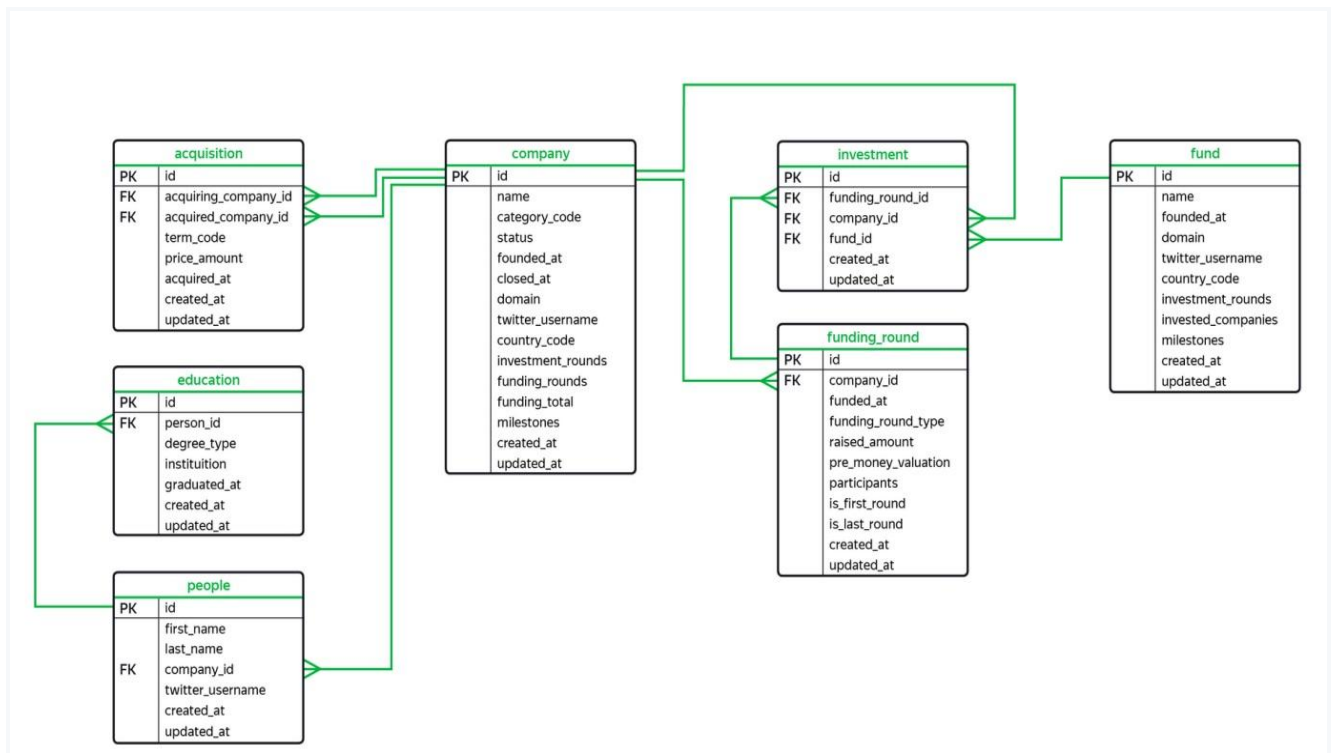 acquisition
PK id
FK acquiring_company_id
FK acquired_company_id
term_code
price_amount
acquired_at
created_at
updated_at
education
PK id
FK person_id
degree_type
instituition
graduated_at
created_at
updated_at
people
PK id
first_name
last_name
FK company_id
twitter_username
created_at
updated_at
company
PK id
name
category_code
status
founded_at
closed_at
domain
twitter_username
country_code
investment_rounds
funding_rounds
funding_total
milestones
created_at
updated_at
investment
PK id
FK funding_round_id
FK company_id
FK fund_id
created_at
updated_at
funding_round
PK id
FK company_id
funded_at
funding_round_type
raised_amount
pre_money_valuation
participants
is_first_round
is_last_round
created_at
updated_at
fund
PK id
name
founded_at
domain
twitter_username
country_code
investment_rounds
invested_companies
milestones
created_at
updated_at